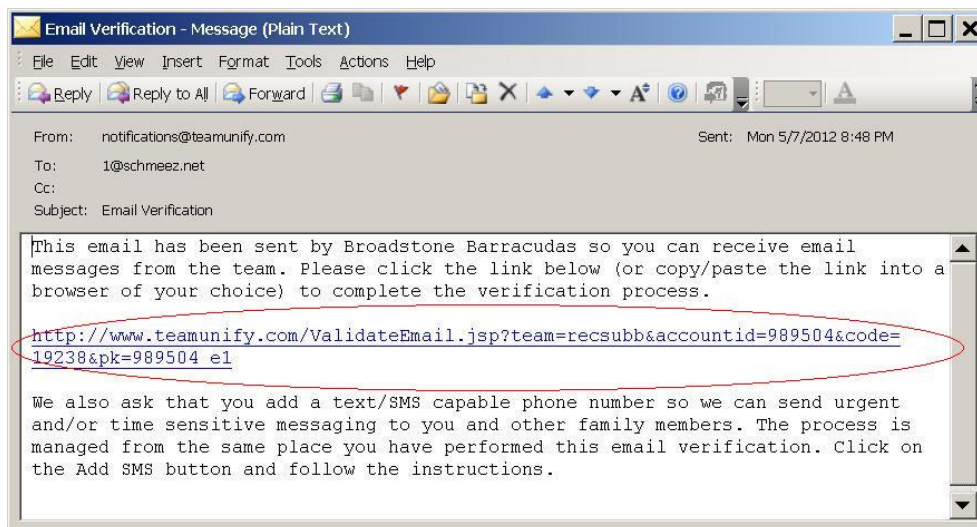 Email Verification - Message (Plain Text)
File Edit View Insert Format Tools Actions Help
Reply Reply to All Forward
From: notifications@teamunify.com Sent: Mon 5/7/2012 8:48 PM
To: 1@schmeez.net
Cc:
Subject: Email Verification
This email has been sent by Broadstone Barracudas so you can receive email
messages from the team. Please click the link below (or copy/paste the link into a
browser of your choice) to complete the verification process.
http://www.teamunify.com/ValidateEmail.jsp?team=recsubb&accountid=989504&code=
19238&pk=989504 e1
We also ask that you add a text/SMS capable phone number so we can send urgent
and/or time sensitive messaging to you and other family members. The process is
managed from the same place you have performed this email verification. Click on
the Add SMS button and follow the instructions.